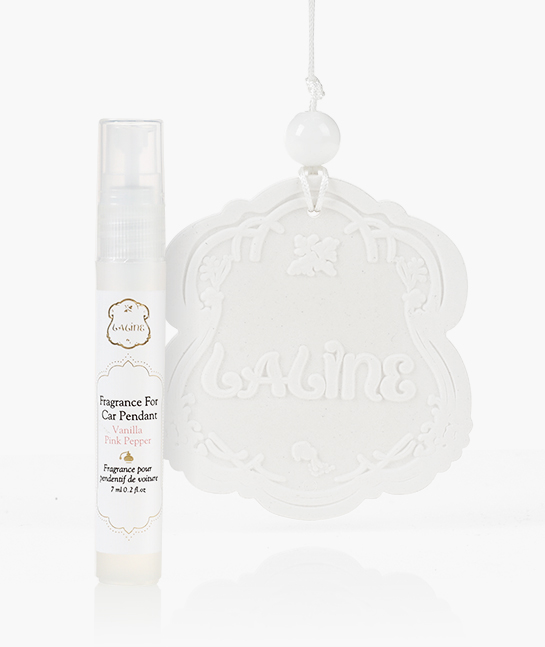 LALINE
Fragrance For
Car Pendant
Vanilla
Pink Pepper
Fragrance pour
pendentif de voiture
7 ml 0.2 fl.oz
LALINE